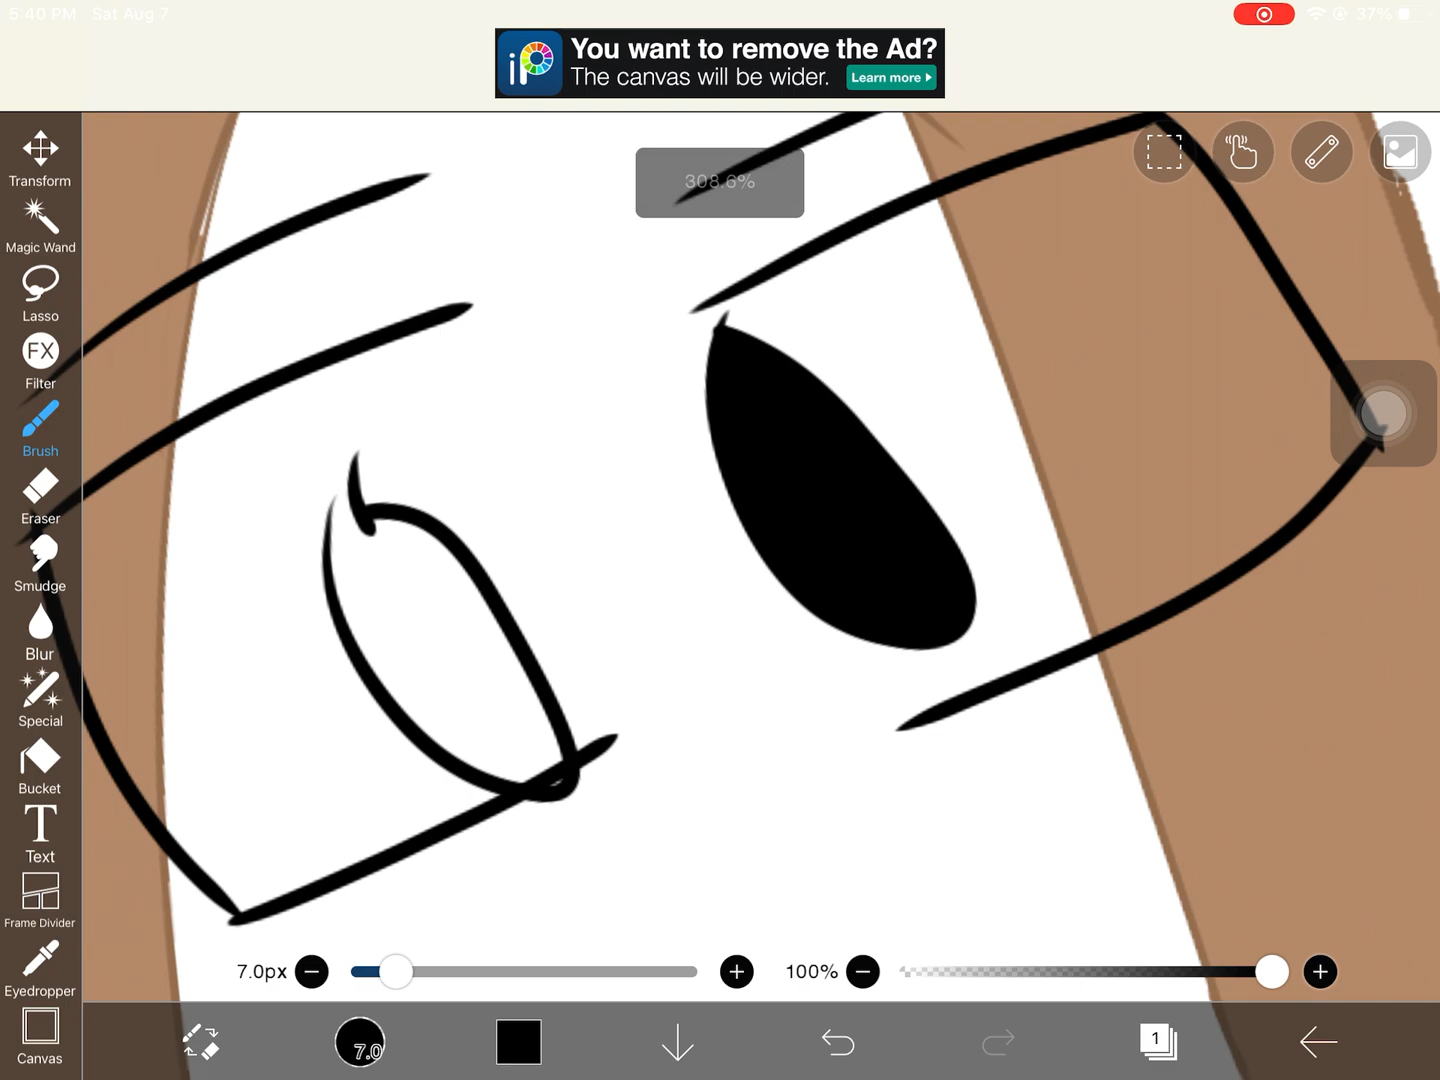 5:40 PM Sat Aug 7
37%
iP
You want to remove the Ad?
The canvas will be wider.
Learn more
308.6%
Transform
Magic Wand
Lasso
FX
Filter
Brush
Eraser
Smudge
Blur
Special
Bucket
T
Text
Frame Divider
Eyedropper
Canvas
7.0px
100%
7.0
1